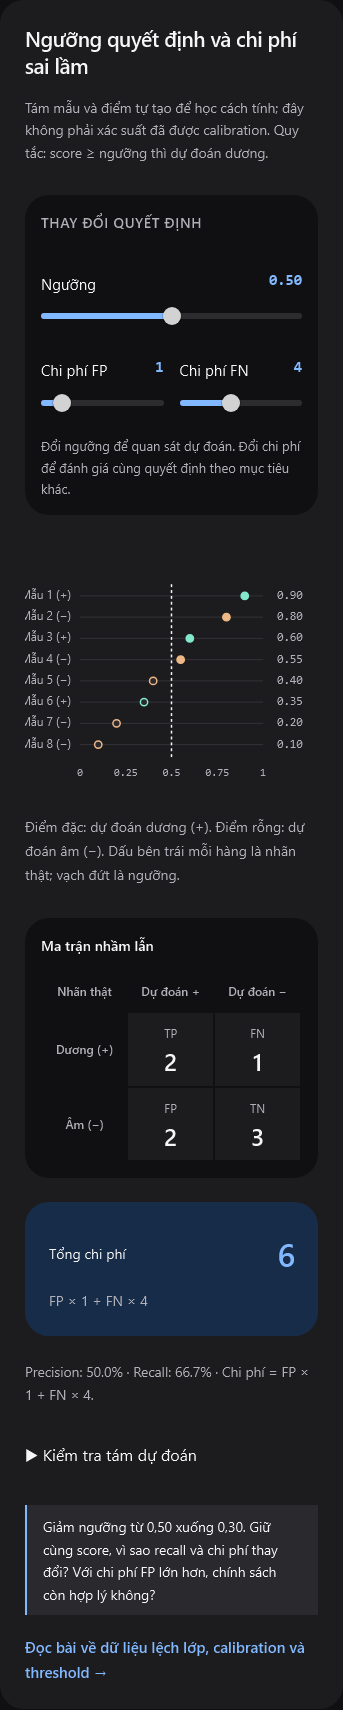 Ngưỡng quyết định và chi phí
sai lầm
Tám mẫu và điểm tự tạo để học cách tính; đây
không phải xác suất đã được calibration. Quy
tắc: score ≥ ngưỡng thì dự đoán dương.
THAY ĐỔI QUYẾT ĐỊNH
Ngưỡng 0.50
Chi phí FP 1 Chi phí FN 4
Đổi ngưỡng để quan sát dự đoán. Đổi chi phí
để đánh giá cùng quyết định theo mục tiêu
khác.
Mẫu 1 (+) 0.90
Mẫu 2 (−) 0.80
Mẫu 3 (+) 0.60
Mẫu 4 (−) 0.55
Mẫu 5 (−) 0.40
Mẫu 6 (+) 0.35
Mẫu 7 (−) 0.20
Mẫu 8 (−) 0.10
0 0.25 0.5 0.75 1
Điểm đặc: dự đoán dương (+). Điểm rỗng: dự
đoán âm (−). Dấu bên trái mỗi hàng là nhãn
thật; vạch đứt là ngưỡng.
Ma trận nhầm lẫn
Nhãn thật Dự đoán + Dự đoán −
Dương (+) TP 2 FN 1
Âm (−) FP 2 TN 3
Tổng chi phí 6
FP × 1 + FN × 4
Precision: 50.0% · Recall: 66.7% · Chi phí = FP ×
1 + FN × 4.
▶ Kiểm tra tám dự đoán
Giảm ngưỡng từ 0,50 xuống 0,30. Giữ
cùng score, vì sao recall và chi phí thay
đổi? Với chi phí FP lớn hơn, chính sách
còn hợp lý không?
Đọc bài về dữ liệu lệch lớp, calibration và
threshold →